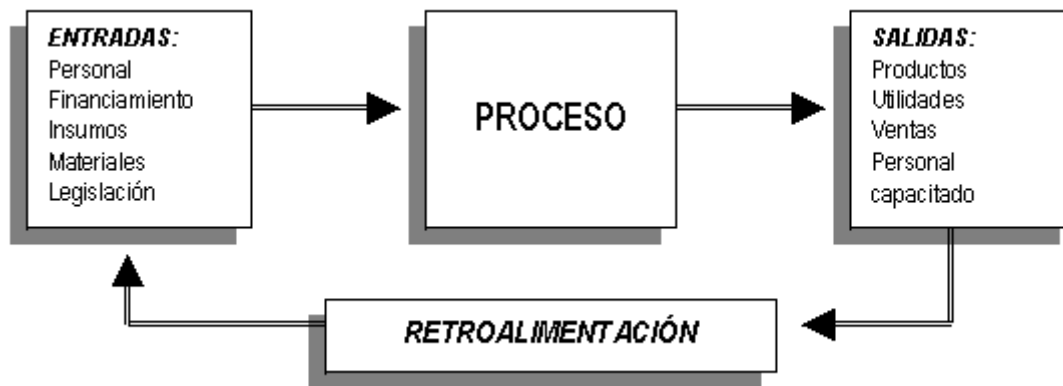 ENTRADAS:
Personal
Financiamiento
Insumos
Materiales
Legislación
PROCESO
SALIDAS:
Productos
Utilidades
Ventas
Personal
capacitado
RETROALIMENTACIÓN